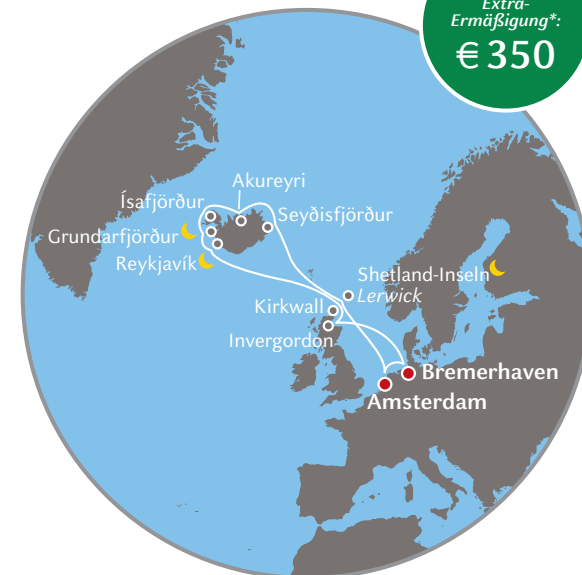 Extra-
Ermäßigung*:
€ 350
Akureyri
Ísafjörður
Seyðisfjörður
Grundarfjörður
Reykjavík
Shetland-Inseln
Lerwick
Kirkwall
Invergordon
Bremerhaven
Amsterdam